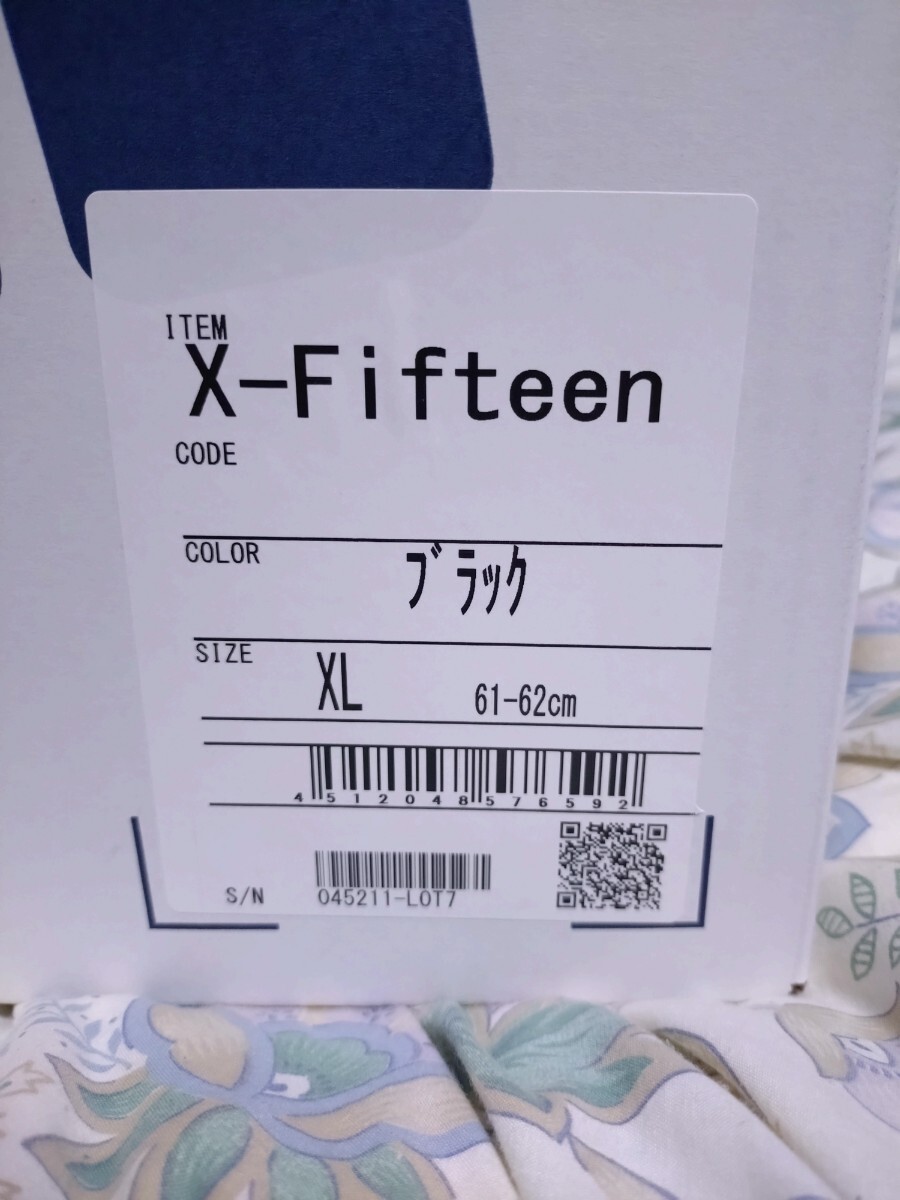 ITEM
X-Fifteen
CODE
COLOR ﾌﾞﾗｯｸ
SIZE XL 61-62cm
4512048576592
S/N 045211-LOT7